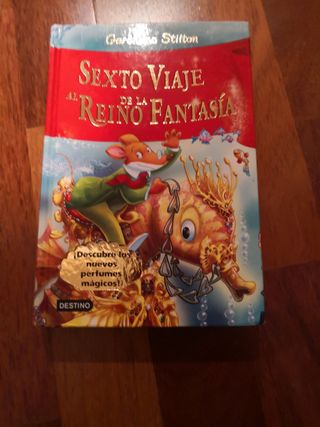 Geronimo Stilton
SEXTO VIAJE
AL REINO DE LA FANTASÍA
¡Descubre los
nuevos
perfumes
mágicos!
DESTINO